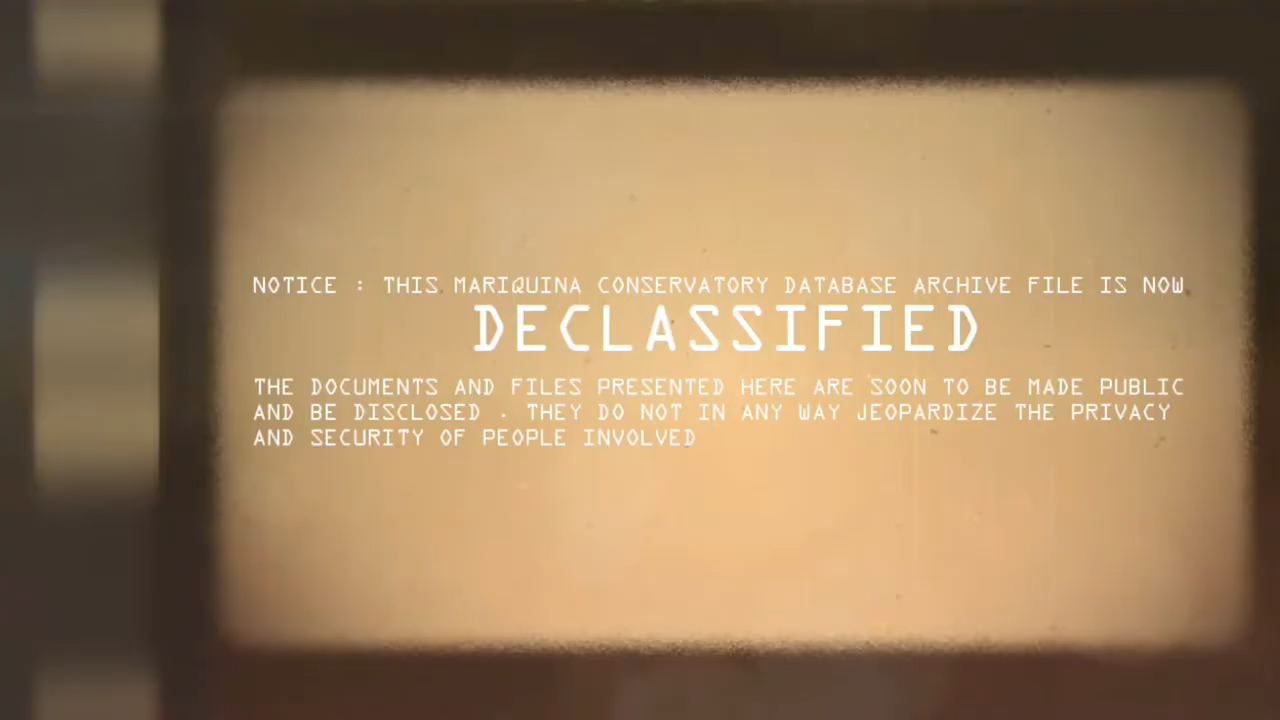 NOTICE : THIS MARIQUINA CONSERVATORY DATABASE ARCHIVE FILE IS NOW
DECLASSIFIED
THE DOCUMENTS AND FILES PRESENTED HERE ARE SOON TO BE MADE PUBLIC
AND BE DISCLOSED . THEY DO NOT IN ANY WAY JEOPARDIZE THE PRIVACY
AND SECURITY OF PEOPLE INVOLVED